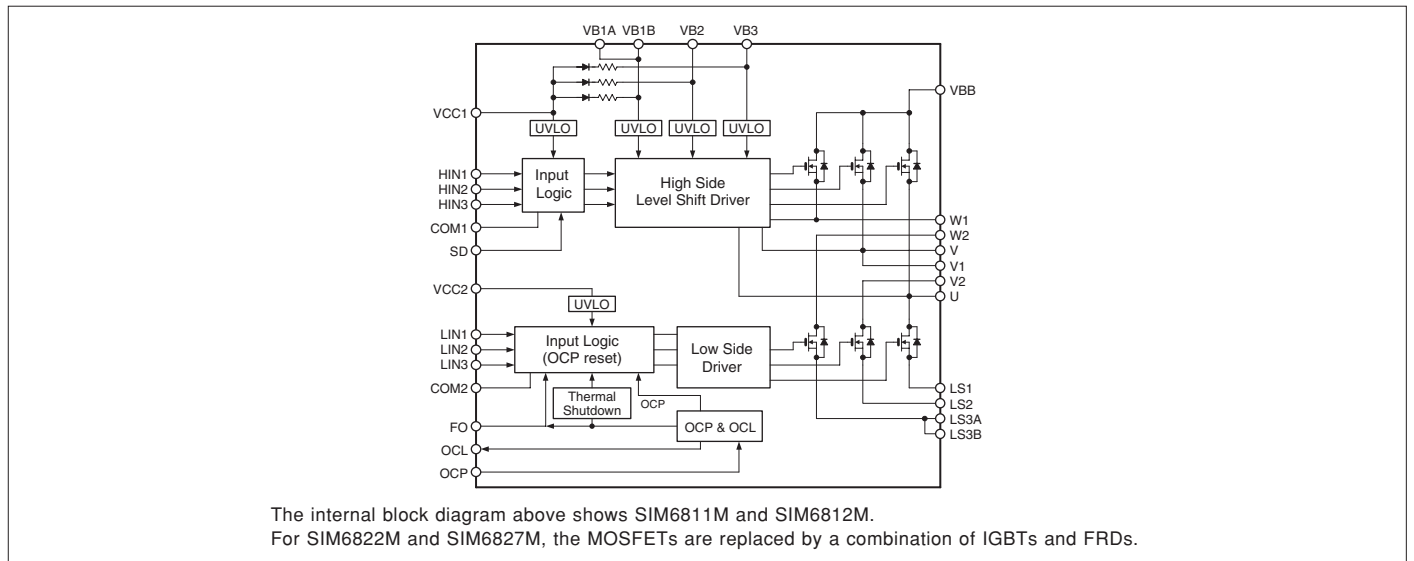 VB1A VB1B VB2 VB3
VBB
VCC1
UVLO UVLO UVLO UVLO
HIN1
HIN2
HIN3
Input
Logic
High Side
Level Shift Driver
COM1
SD
W1
W2
V
V1
V2
U
VCC2
UVLO
LIN1
LIN2
LIN3
Input Logic
(OCP reset)
Low Side
Driver
COM2
Thermal
Shutdown
OCP
OCP & OCL
FO
OCL
OCP
LS1
LS2
LS3A
LS3B
The internal block diagram above shows SIM6811M and SIM6812M.
For SIM6822M and SIM6827M, the MOSFETs are replaced by a combination of IGBTs and FRDs.